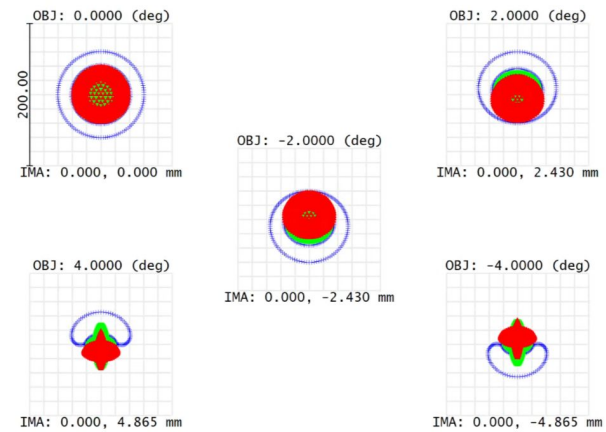 OBJ: 0.0000 (deg)
200.00
IMA: 0.000, 0.000 mm
OBJ: 2.0000 (deg)
IMA: 0.000, 2.430 mm
OBJ: -2.0000 (deg)
IMA: 0.000, -2.430 mm
OBJ: 4.0000 (deg)
IMA: 0.000, 4.865 mm
OBJ: -4.0000 (deg)
IMA: 0.000, -4.865 mm